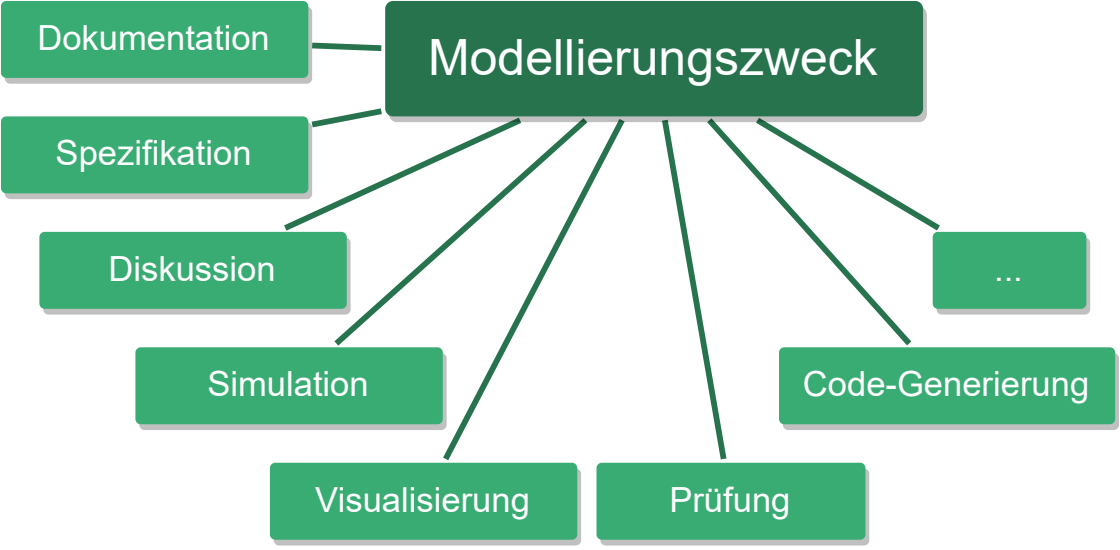 Modellierungszweck
Dokumentation
Spezifikation
Diskussion
...
Simulation
Code-Generierung
Visualisierung
Prüfung